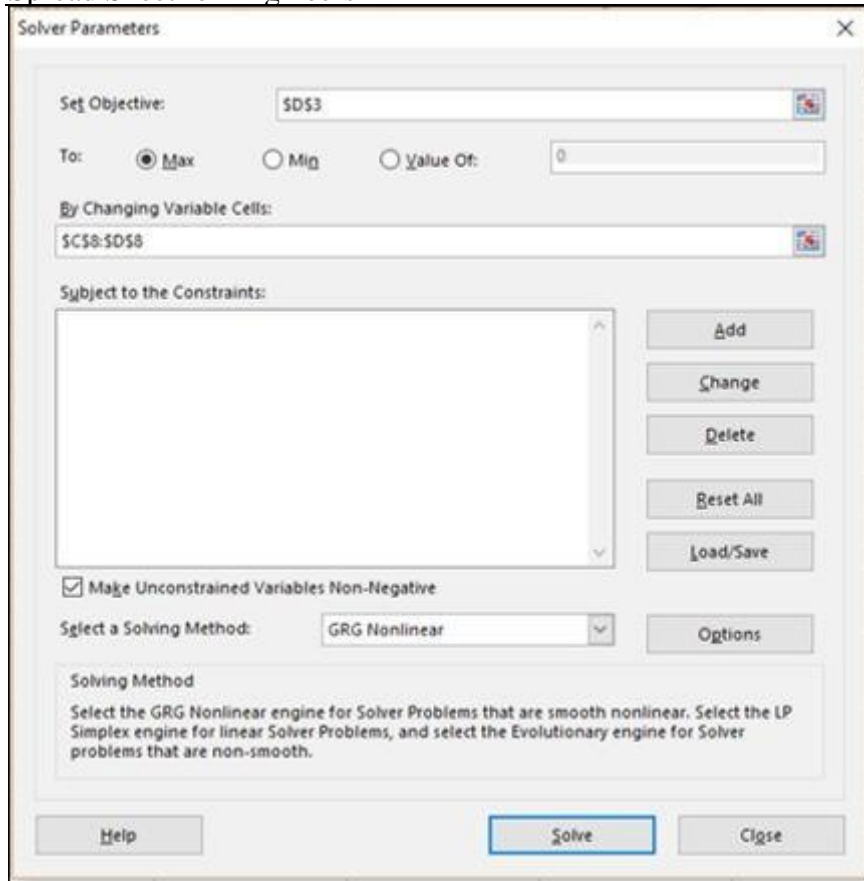 Solver Parameters
Set Objective: $D$3
To: Max Min Value Of: 0
By Changing Variable Cells:
$C$8:$D$8
Subject to the Constraints:
Add
Change
Delete
Reset All
Load/Save
Make Unconstrained Variables Non-Negative
Select a Solving Method: GRG Nonlinear Options
Solving Method
Select the GRG Nonlinear engine for Solver Problems that are smooth nonlinear. Select the LP
Simplex engine for linear Solver Problems, and select the Evolutionary engine for Solver
problems that are non-smooth.
Help Solve Close